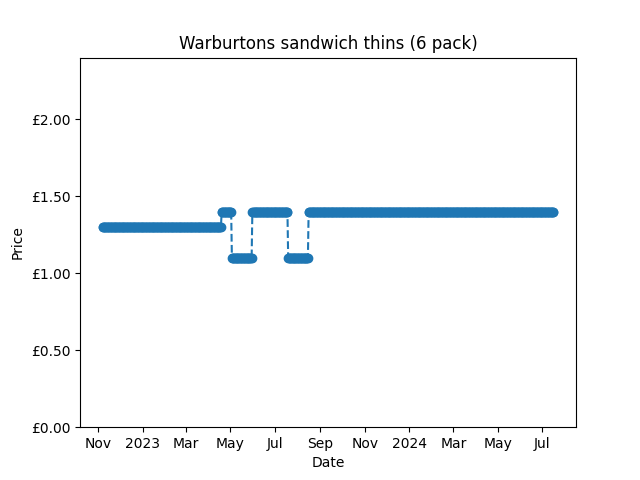 Warburtons sandwich thins (6 pack)
£2.00
£1.50
£1.00
£0.50
£0.00
Price
Nov 2023 Mar May Jul Sep Nov 2024 Mar May Jul
Date